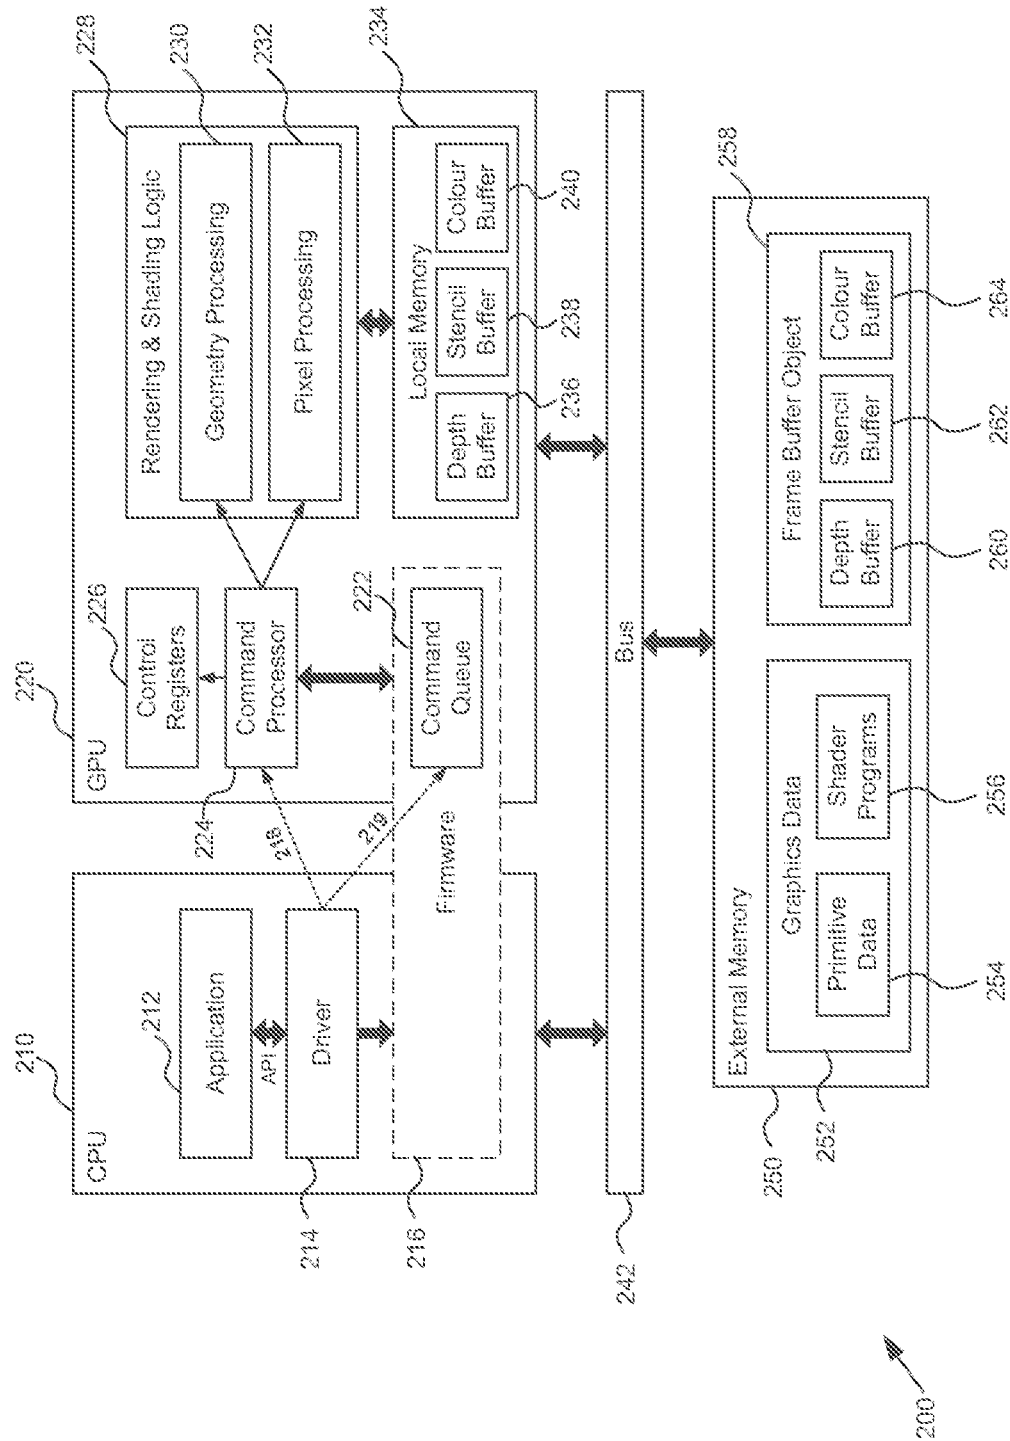 200
210
CPU
212
Application
API
214
Driver
216
Firmware
218
219
220
GPU
226
Control
Registers
224
Command
Processor
222
Command
Queue
228
Rendering & Shading Logic
230
Geometry Processing
232
Pixel Processing
234
Local Memory
Depth
Buffer
236
Stencil
Buffer
238
Colour
Buffer
240
242
Bus
250
External Memory
252
Graphics Data
Primitive
Data
254
Shader
Programs
256
258
Frame Buffer Object
Depth
Buffer
260
Stencil
Buffer
262
Colour
Buffer
264